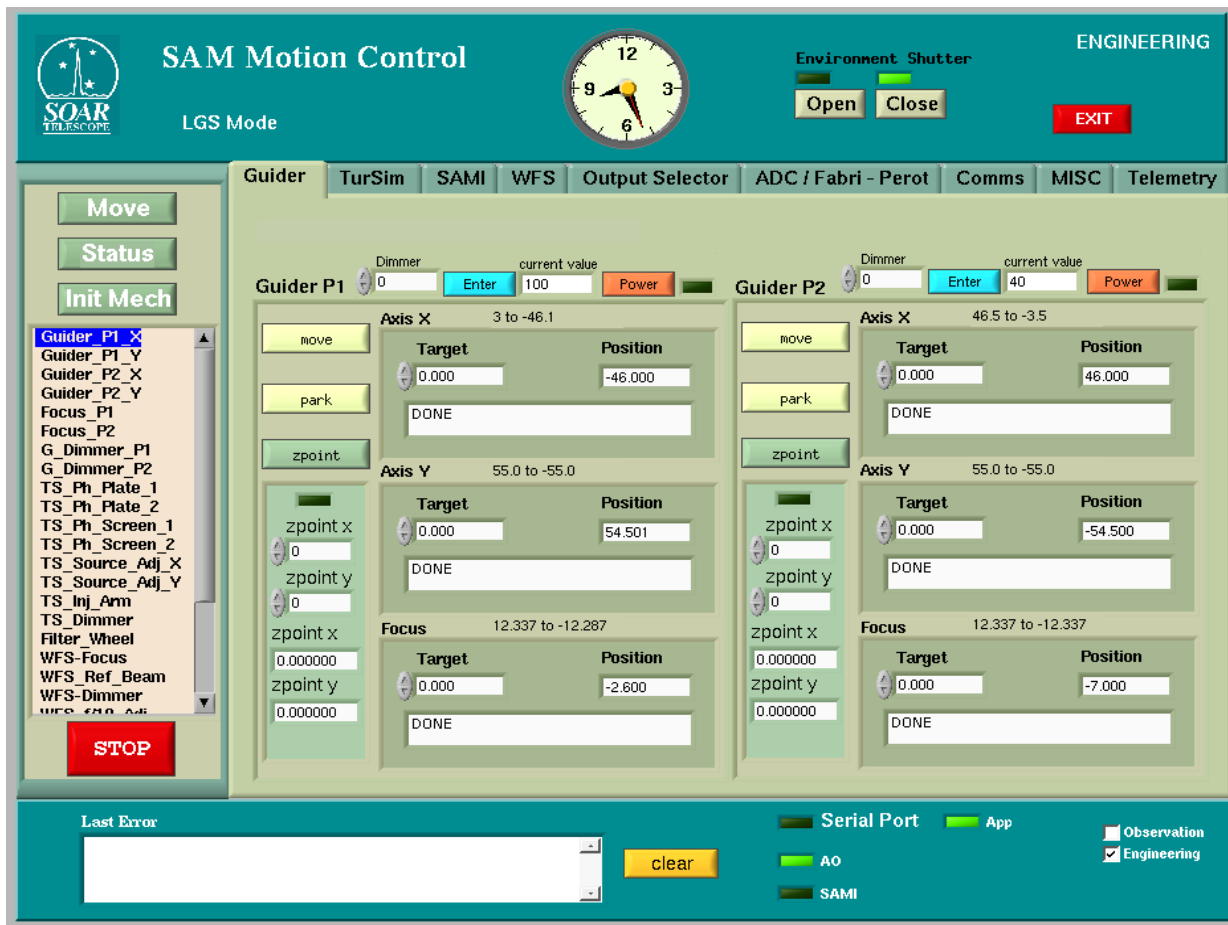 SAM Motion Control
ENGINEERING
Environment Shutter
Open Close
EXIT
SOAR
TELESCOPE
LGS Mode
12
9 3
6
Guider TurSim SAMI WFS Output Selector ADC / Fabri - Perot Comms MISC Telemetry
Move
Status
Init Mech
Guider_P1_X
Guider_P1_Y
Guider_P2_X
Guider_P2_Y
Focus_P1
Focus_P2
G_Dimmer_P1
G_Dimmer_P2
TS_Ph_Plate_1
TS_Ph_Plate_2
TS_Ph_Screen_1
TS_Ph_Screen_2
TS_Source_Adj_X
TS_Source_Adj_Y
TS_Inj_Arm
TS_Dimmer
Filter_Wheel
WFS-Focus
WFS_Ref_Beam
WFS-Dimmer
STOP
Dimmer current value
Guider P1 0 Enter 100 Power
move
park
zpoint
zpoint x
0
zpoint y
0
zpoint x
0.000000
zpoint y
0.000000
Axis X 3 to -46.1
Target Position
0.000 -46.000
DONE
Axis Y 55.0 to -55.0
Target Position
0.000 54.501
DONE
Focus 12.337 to -12.287
Target Position
0.000 -2.600
DONE
Dimmer current value
Guider P2 0 Enter 40 Power
move
park
zpoint
zpoint x
0
zpoint y
0
zpoint x
0.000000
zpoint y
0.000000
Axis X 46.5 to -3.5
Target Position
0.000 46.000
DONE
Axis Y 55.0 to -55.0
Target Position
0.000 -54.500
DONE
Focus 12.337 to -12.337
Target Position
0.000 -7.000
DONE
Last Error
clear
Serial Port App
AO
SAMI
Observation
Engineering